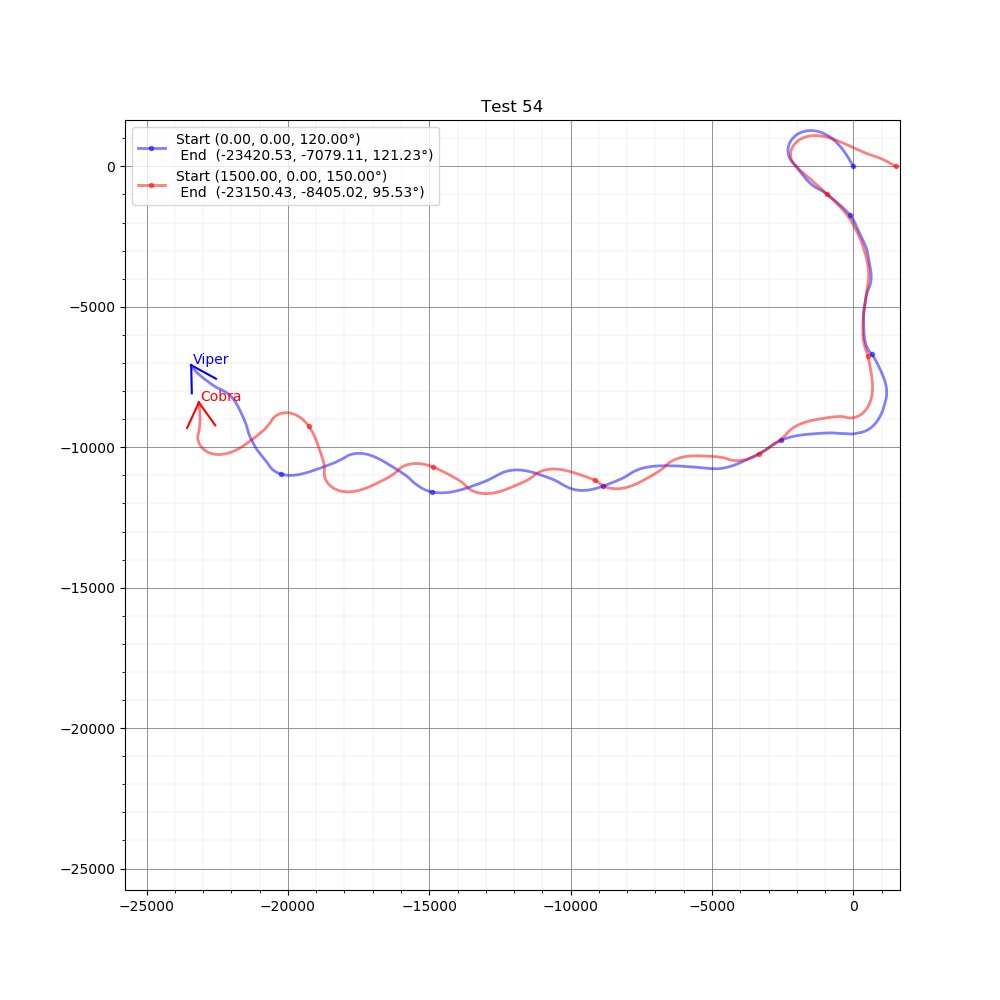 Test 54
Start (0.00, 0.00, 120.00°)
End (-23420.53, -7079.11, 121.23°)
Start (1500.00, 0.00, 150.00°)
End (-23150.43, -8405.02, 95.53°)
0
−5000
Viper
Cobra
−10000
−15000
−20000
−25000
−25000 −20000 −15000 −10000 −5000 0